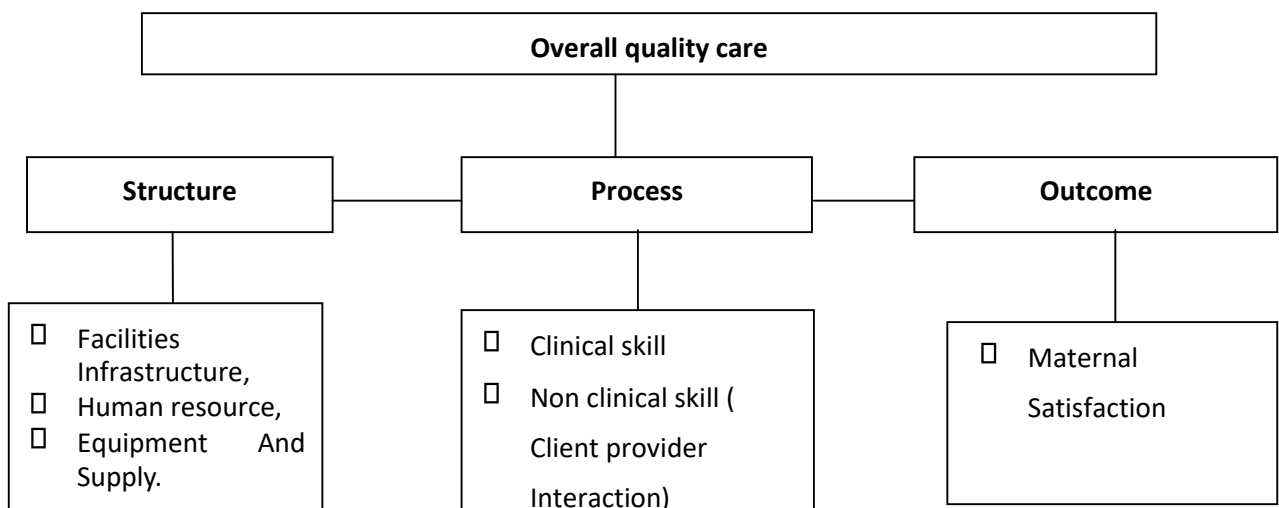 Overall quality care
Structure
Process
Outcome
Facilities
Infrastructure,
Human resource,
Equipment And
Supply.
Clinical skill
Non clinical skill (
Client provider
Interaction)
Maternal
Satisfaction